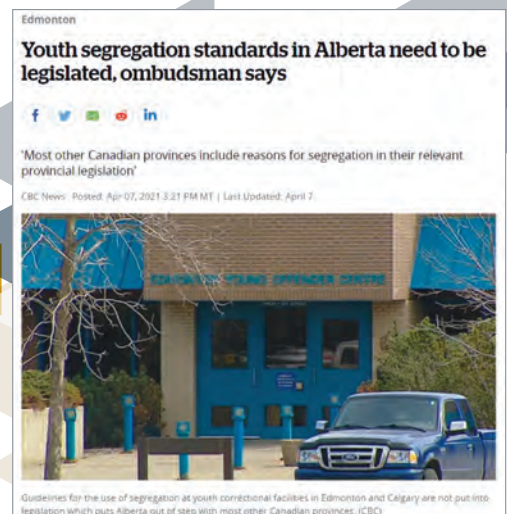 Edmonton
Youth segregation standards in Alberta need to be
legislated, ombudsman says
f in
'Most other Canadian provinces include reasons for segregation in their relevant
provincial legislation'
CBC News · Posted: Apr 07, 2021 3:21 PM MT | Last Updated: April 7
EDMONTON YOUNG OFFENDER CENTRE
Guidelines for the use of segregation at youth correctional facilities in Edmonton and Calgary are not put into
legislation which puts Alberta out of step with most other Canadian provinces. (CBC)